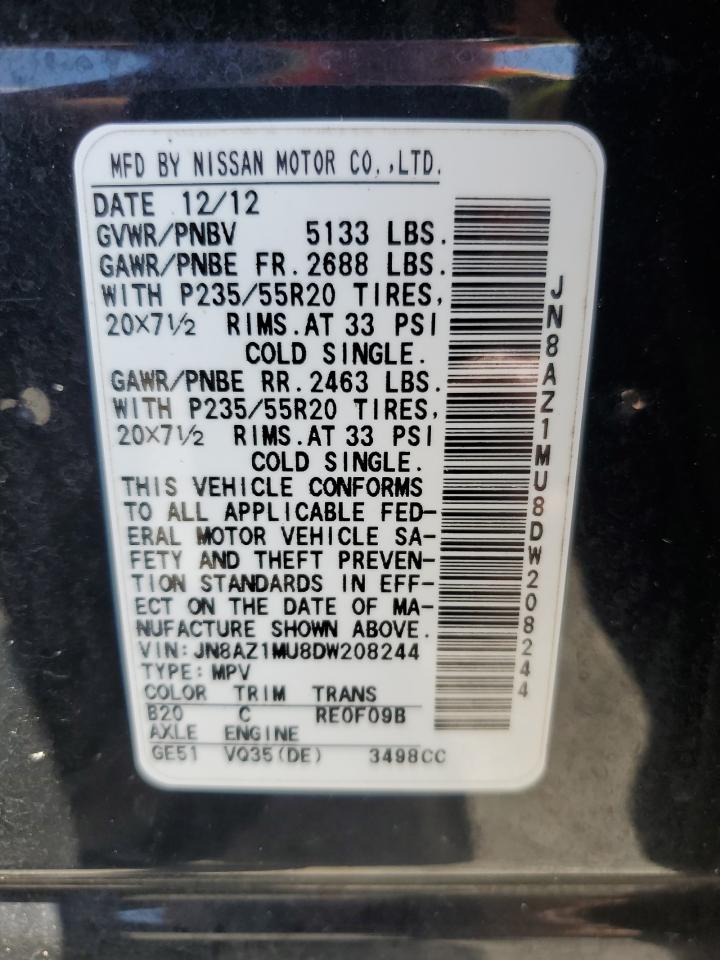 MFD BY NISSAN MOTOR CO.,LTD.
DATE 12/12
GVWR/PNBV 5133 LBS.
GAWR/PNBE FR.2688 LBS.
WITH P235/55R20 TIRES,
20×7½ RIMS.AT 33 PSI
COLD SINGLE.
GAWR/PNBE RR.2463 LBS.
WITH P235/55R20 TIRES,
20×7½ RIMS.AT 33 PSI
COLD SINGLE.
THIS VEHICLE CONFORMS
TO ALL APPLICABLE FED-
ERAL MOTOR VEHICLE SA-
FETY AND THEFT PREVEN-
TION STANDARDS IN EFF-
ECT ON THE DATE OF MA-
NUFACTURE SHOWN ABOVE.
VIN:JN8AZ1MU8DW208244
TYPE:MPV
COLOR TRIM TRANS
B20 C RE0F09B
AXLE ENGINE
GE51 VQ35(DE) 3498CC
JN8AZ1MU8DW208244